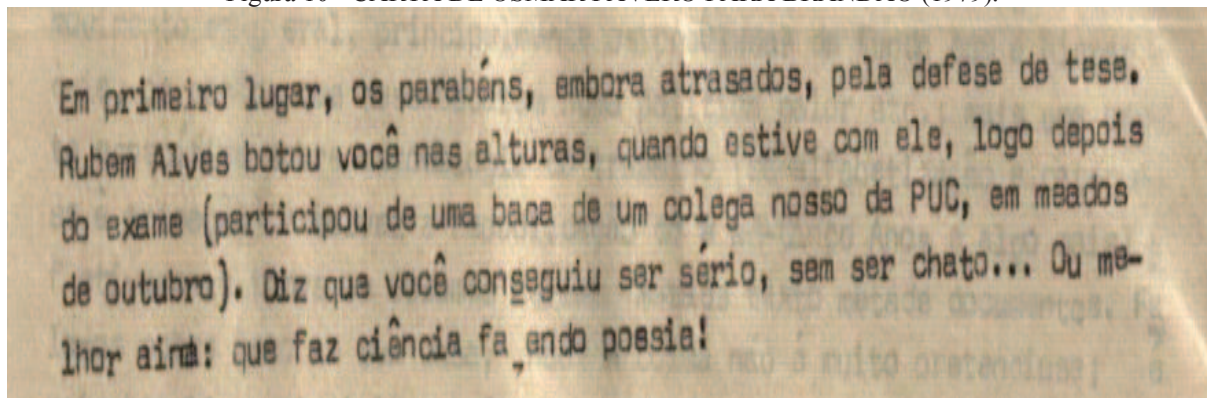 Em primeiro lugar, os parabéns, embora atrasados, pela defese de tese.
Rubem Alves botou você nas alturas, quando estive com ele, logo depois
do exame (participou de uma baca de um colega nosso da PUC, em meados
de outubro). Diz que você conseguiu ser sério, sem ser chato... Ou me-
lhor ainda: que faz ciência fa endo poesia!